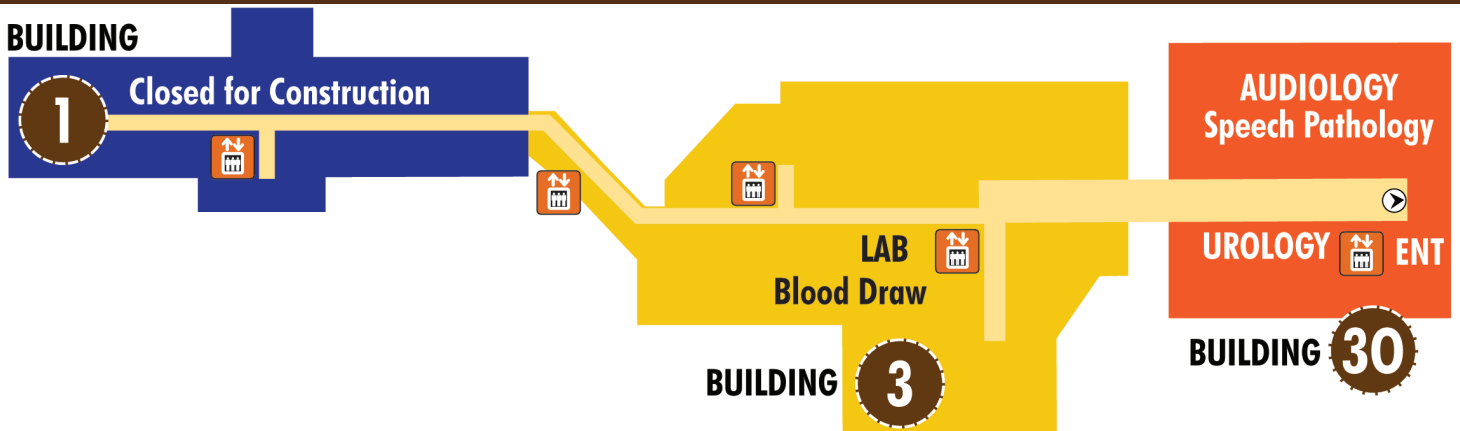 BUILDING
1
Closed for Construction
LAB
Blood Draw
BUILDING 3
AUDIOLOGY
Speech Pathology
UROLOGY ENT
BUILDING 30